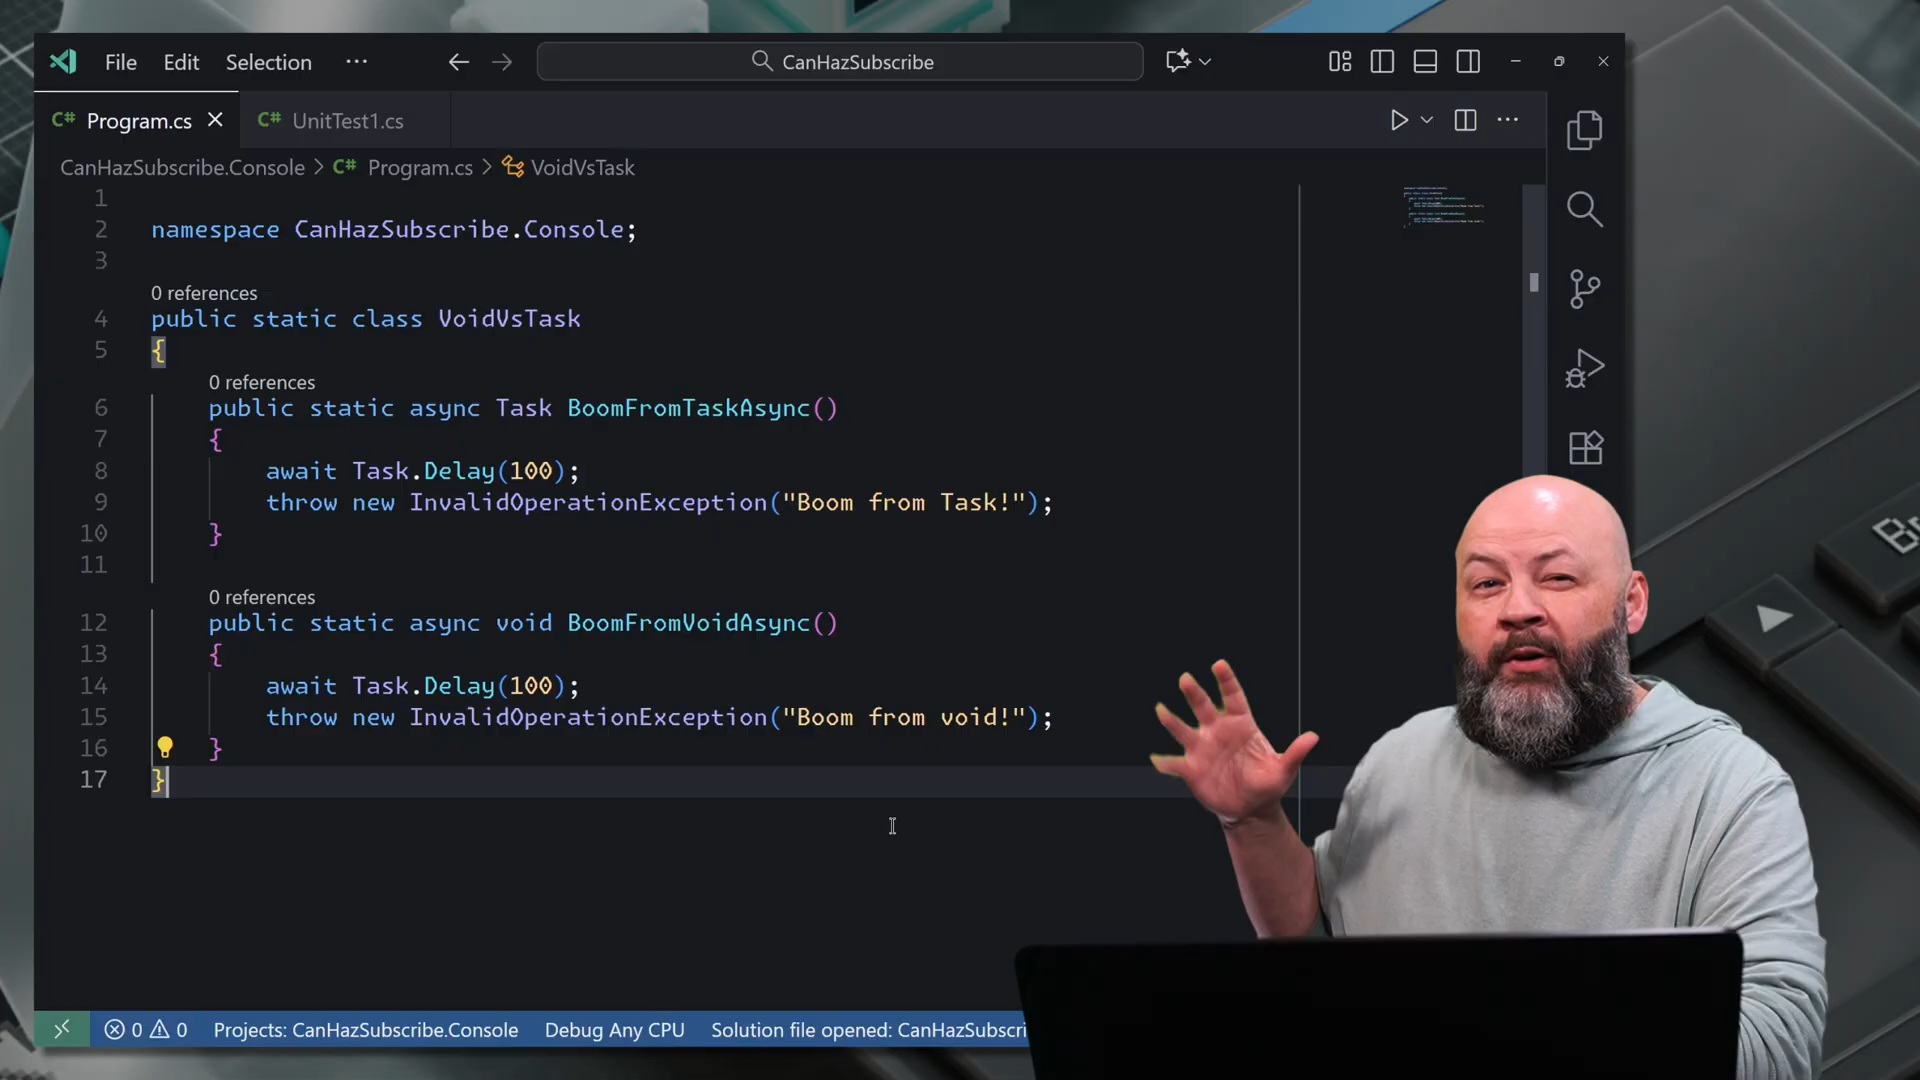 File Edit Selection ···
CanHazSubscribe
C# Program.cs
C# UnitTest1.cs
CanHazSubscribe.Console > C# Program.cs > VoidVsTask
1
2 namespace CanHazSubscribe.Console;
3
0 references
4 public static class VoidVsTask
5 {
0 references
6 public static async Task BoomFromTaskAsync()
7 {
8 await Task.Delay(100);
9 throw new InvalidOperationException("Boom from Task!");
10 }
11
0 references
12 public static async void BoomFromVoidAsync()
13 {
14 await Task.Delay(100);
15 throw new InvalidOperationException("Boom from void!");
16 }
17 }
0 0 Projects: CanHazSubscribe.Console Debug Any CPU Solution file opened: CanHazSubscri
Br